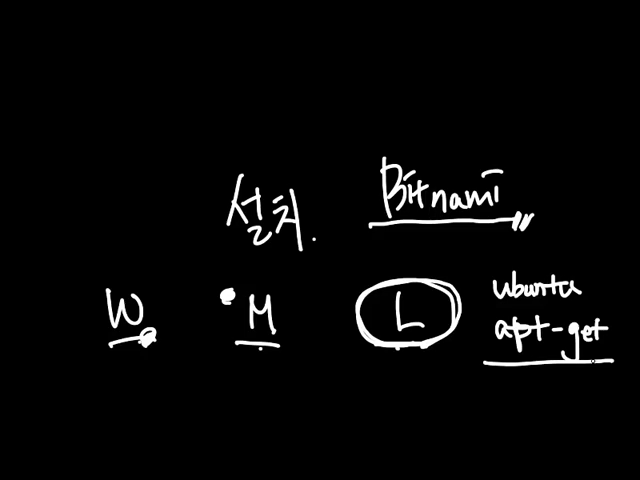 설치. Bitnami
W M L
ubuntu
apt-get